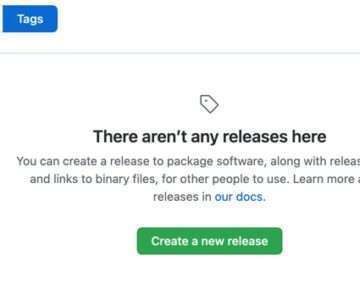 Tags
There aren’t any releases here
You can create a release to package software, along with
and links to binary files, for other people to use. Learn more
releases in our docs.
Create a new release